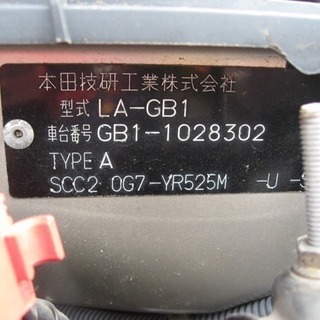 本田技研工業株式会社
型式 LA-GB1
車台番号 GB1-1028302
TYPE A
SCC2 0G7-YR525M -U -S